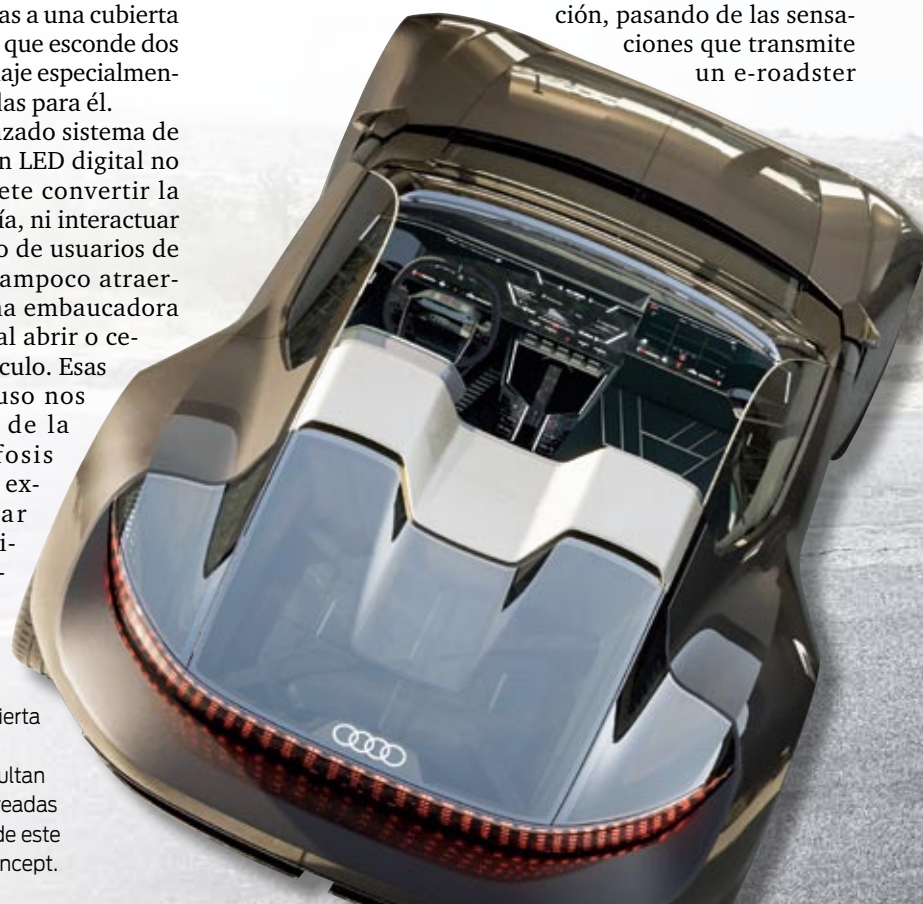 as a una cubierta
que esconde dos
aje especialmen-
las para él.
nzado sistema de
n LED digital no
ete convertir la
ía, ni interactuar
o de usuarios de
ampoco atraer-
na embaucadora
al abrir o ce-
culo. Esas
uso nos
de la
fosis
ex-
ar
i-
-
ierta
ultan
readas
de este
ncept.
ción, pasando de las sensa-
ciones que transmite
un e-roadster